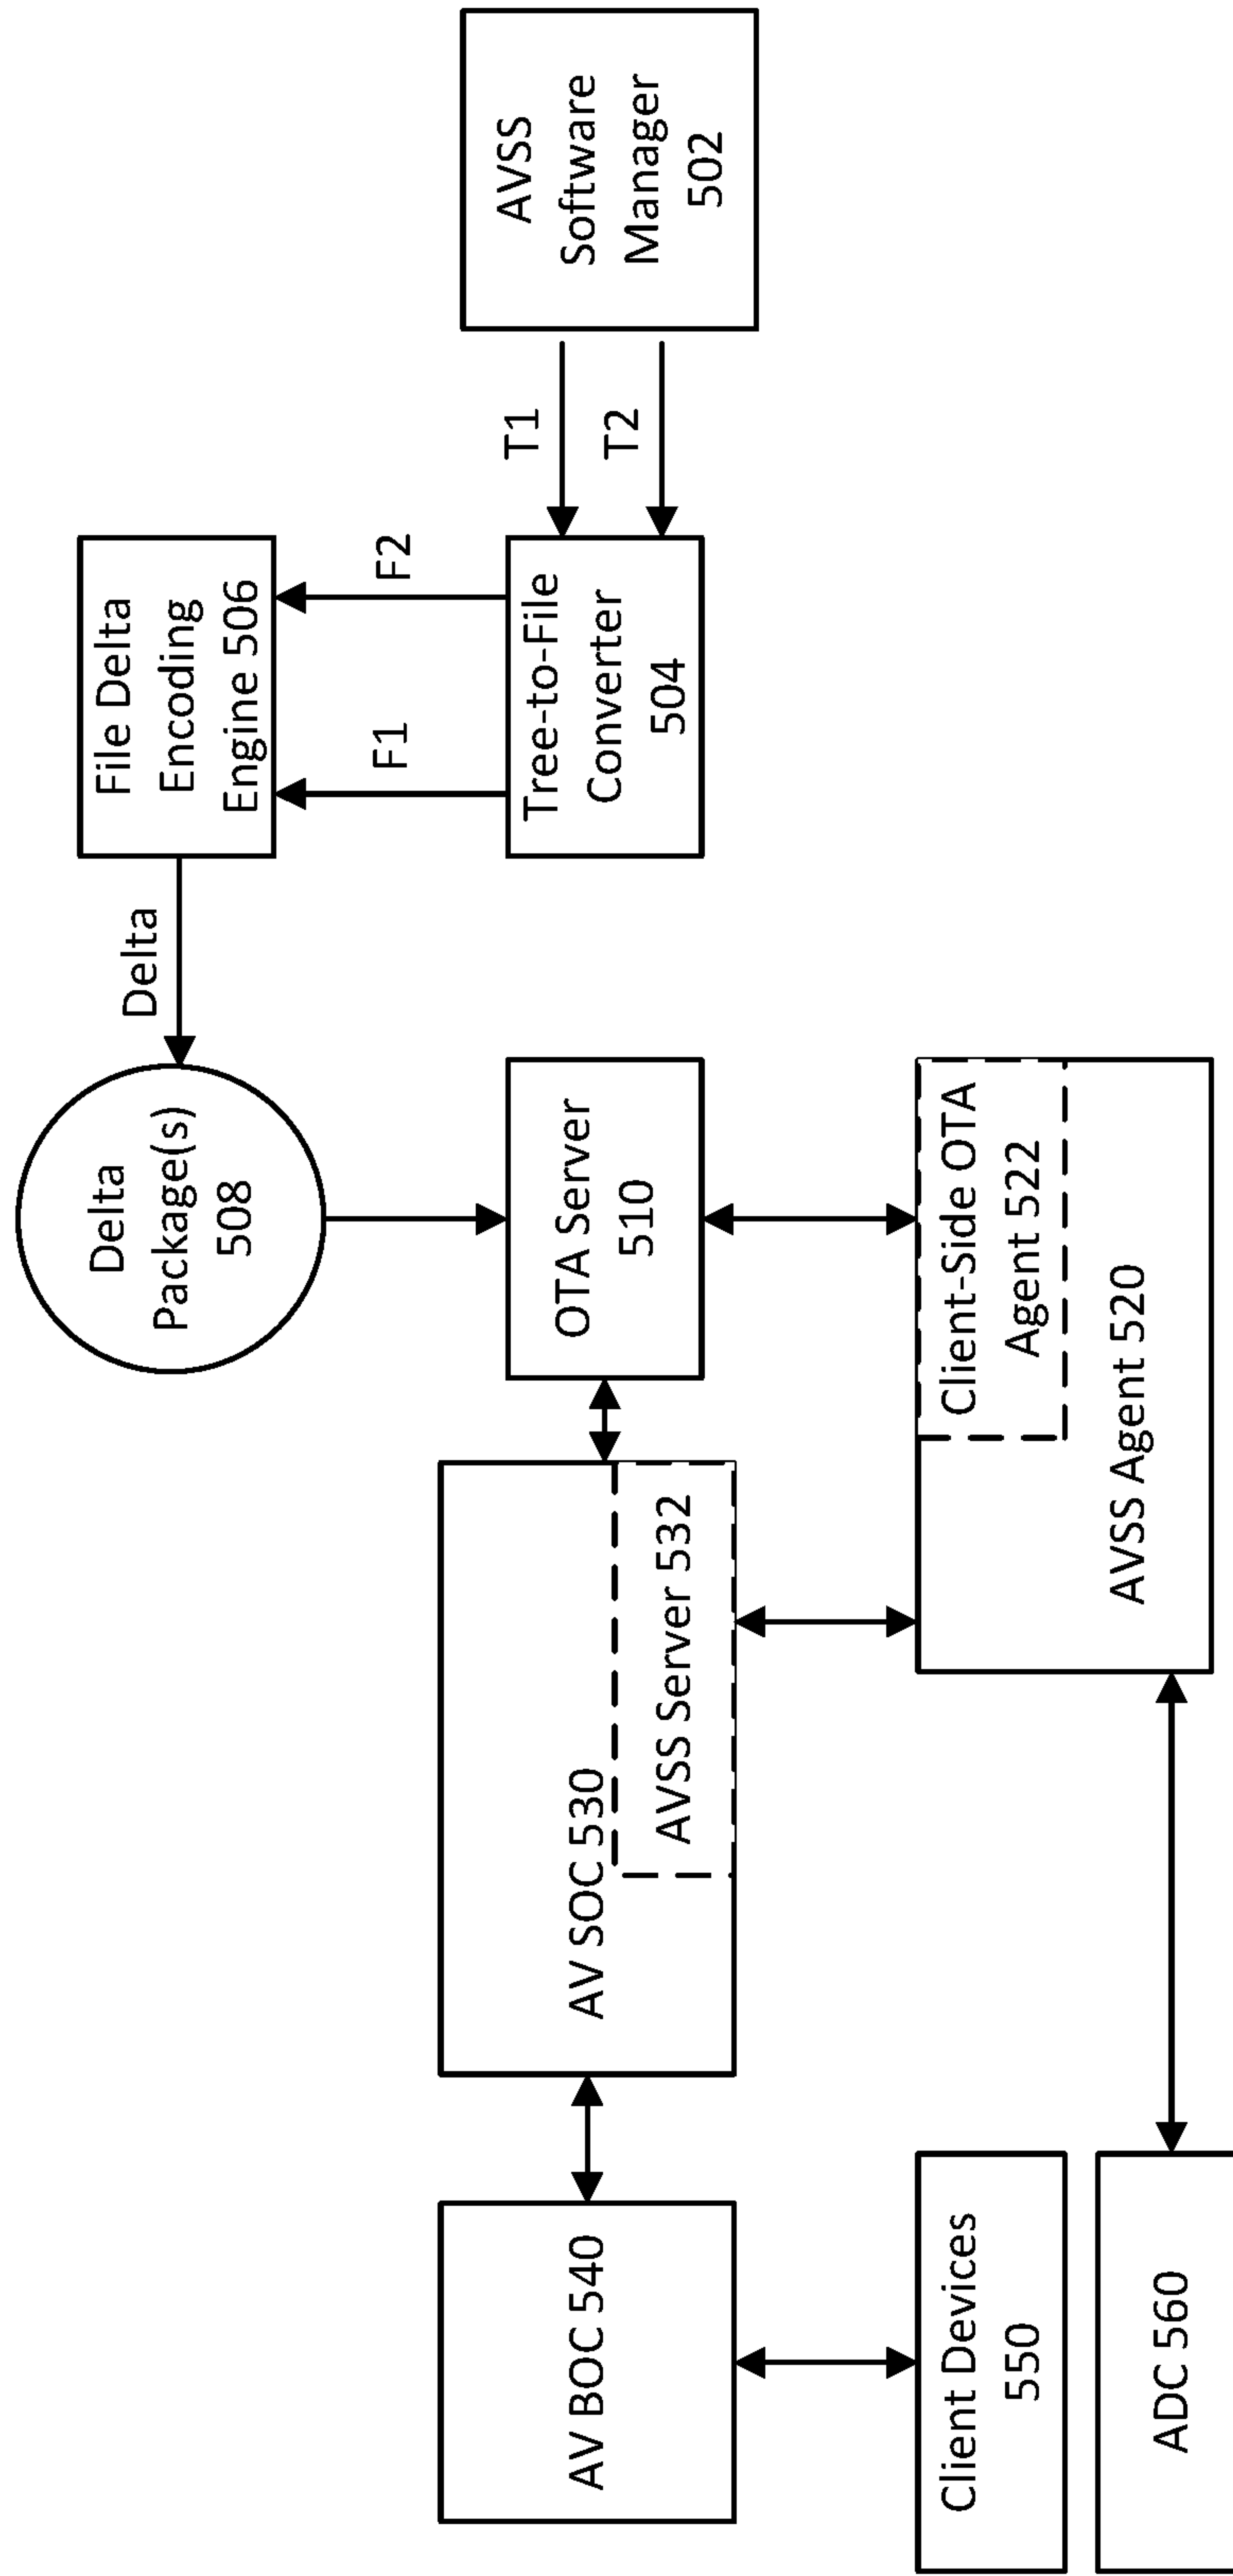 Delta
Package(s)
508
Delta
File Delta
Encoding
Engine 506
F1
F2
AV BOC 540
AV SOC 530
AVSS Server 532
OTA Server
510
Tree-to-File
Converter
504
T1
T2
AVSS
Software
Manager
502
Client Devices
550
ADC 560
Client-Side OTA
Agent 522
AVSS Agent 520